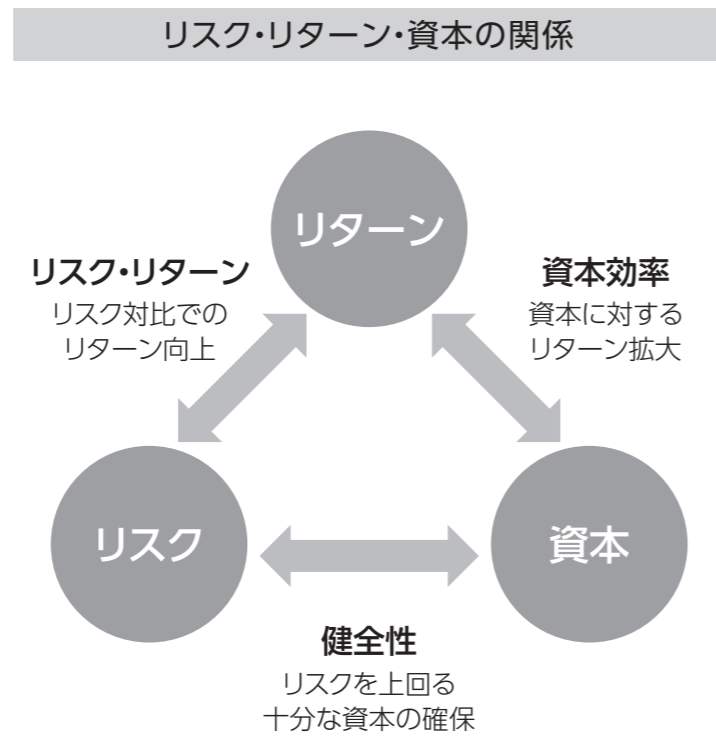 リスク・リターン・資本の関係
リターン
リスク・リターン
リスク対比での
リターン向上
資本効率
資本に対する
リターン拡大
リスク
資本
健全性
リスクを上回る
十分な資本の確保